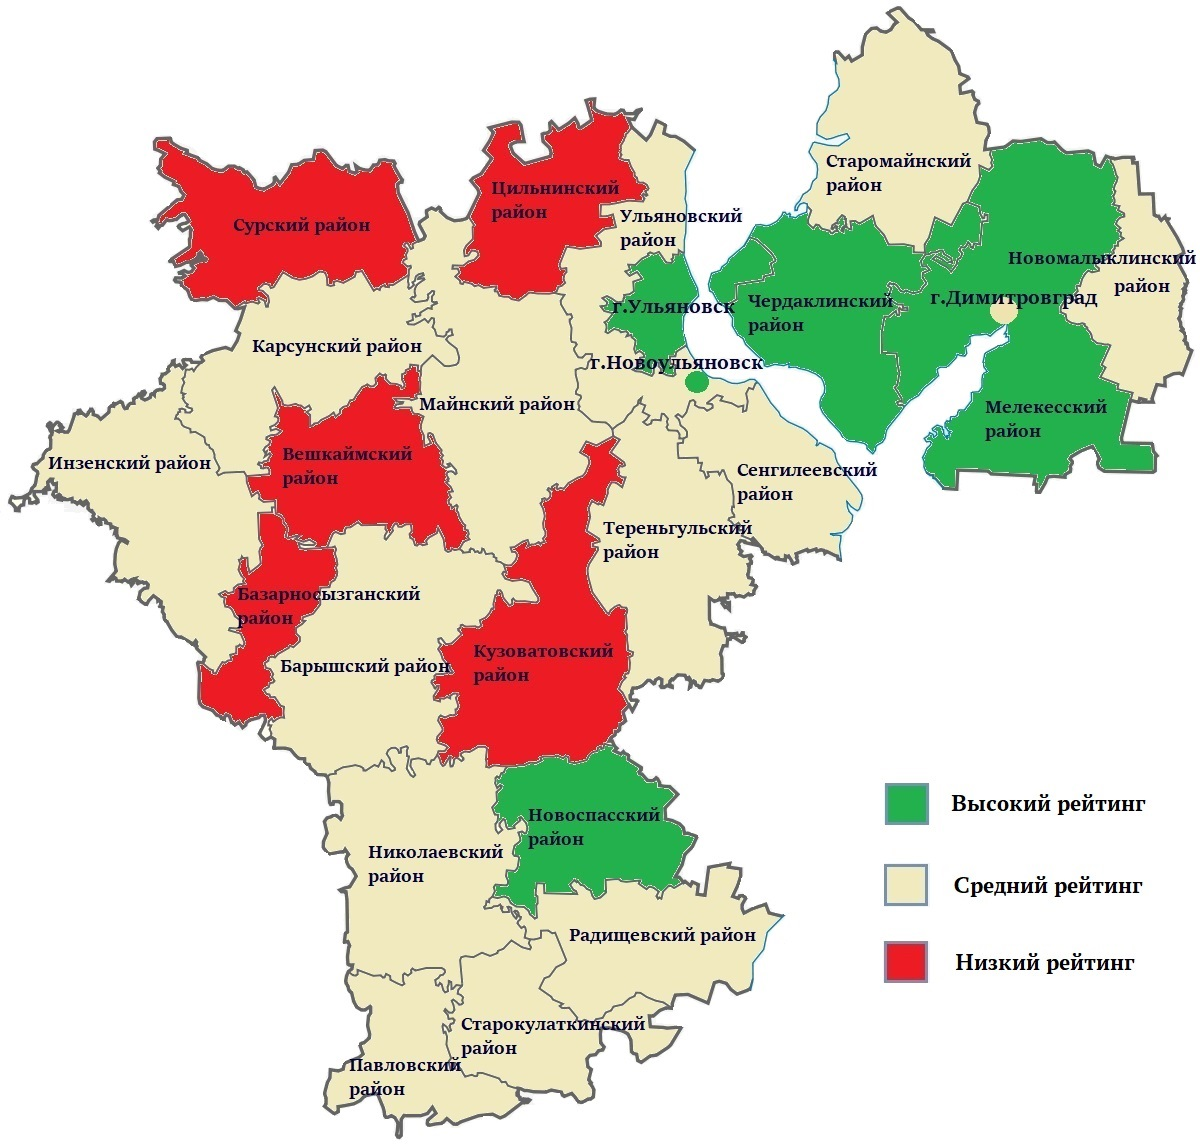 Старомайнский
район
Цильнинский
район
Ульяновский
район
Сурский район
Новомалыклинский
район
г.Димитровград
Чердаклинский
район
г.Ульяновск
Карсунский район
г.Новоульяновск
Майнский район
Мелекесский
район
Инзенский район
Вешкаймский
район
Сенгилеевский
район
Тереньгульский
район
Базарносызганский
район
Барышский район
Кузоватовский
район
Высокий рейтинг
Новоспасский
район
Николаевский
район
Средний рейтинг
Радищевский район
Низкий рейтинг
Старокулаткинский
район
Павловский
район